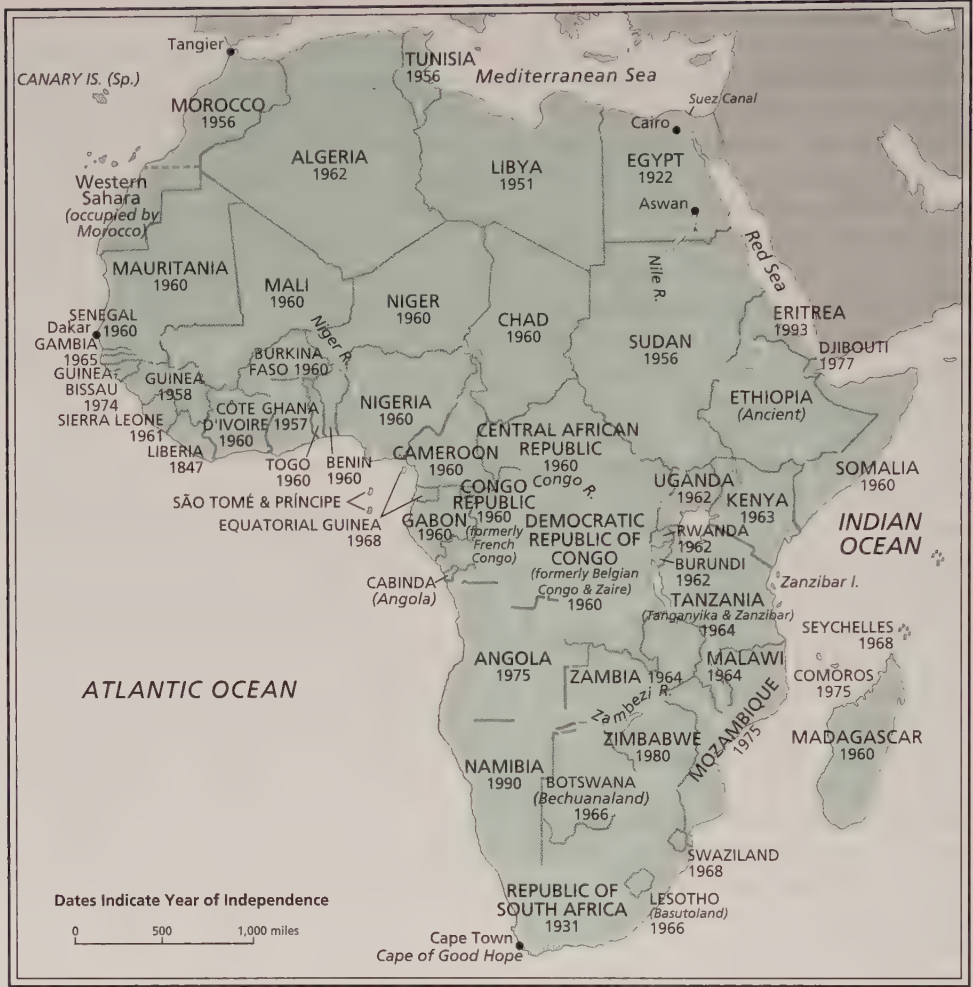 Tangier
CANARY IS. (Sp.)
TUNISIA
1956
Mediterranean Sea
Suez Canal
MOROCCO
1956
Cairo
ALGERIA
1962
LIBYA
1951
EGYPT
1922
Western
Sahara
(occupied by
Morocco)
Aswan
Red Sea
Nile R.
MAURITANIA
1960
MALI
1960
NIGER
1960
CHAD
1960
SUDAN
1956
ERITREA
1993
DJIBOUTI
1977
SENEGAL
1960
Dakar
GAMBIA
1965
GUINEA-
BISSAU
1974
GUINEA
1958
SIERRA LEONE
1961
LIBERIA
1847
Niger R.
BURKINA
FASO 1960
CÔTE
D'IVOIRE
1960
GHANA
1957
TOGO
1960
BENIN
1960
NIGERIA
1960
ETHIOPIA
(Ancient)
CENTRAL AFRICAN
REPUBLIC
1960
CAMEROON
1960
Congo R.
SOMALIA
1960
UGANDA
1962
KENYA
1963
SÃO TOMÉ & PRÍNCIPE
EQUATORIAL GUINEA
1968
GABON
1960
CONGO
REPUBLIC
1960
(formerly
French
Congo)
DEMOCRATIC
REPUBLIC OF
CONGO
(formerly Belgian
Congo & Zaire)
1960
RWANDA
1962
BURUNDI
1962
INDIAN
OCEAN
CABINDA
(Angola)
Zanzibar I.
TANZANIA
(Tanganyika & Zanzibar)
1964
SEYCHELLES
1968
ATLANTIC OCEAN
ANGOLA
1975
ZAMBIA 1964
MALAWI
1964
COMOROS
1975
Zambezi R.
MOZAMBIQUE
1975
ZIMBABWE
1980
MADAGASCAR
1960
NAMIBIA
1990
BOTSWANA
(Bechuanaland)
1966
SWAZILAND
1968
REPUBLIC OF
SOUTH AFRICA
1931
LESOTHO
(Basutoland)
1966
Cape Town
Cape of Good Hope
Dates Indicate Year of Independence
0 500 1,000 miles